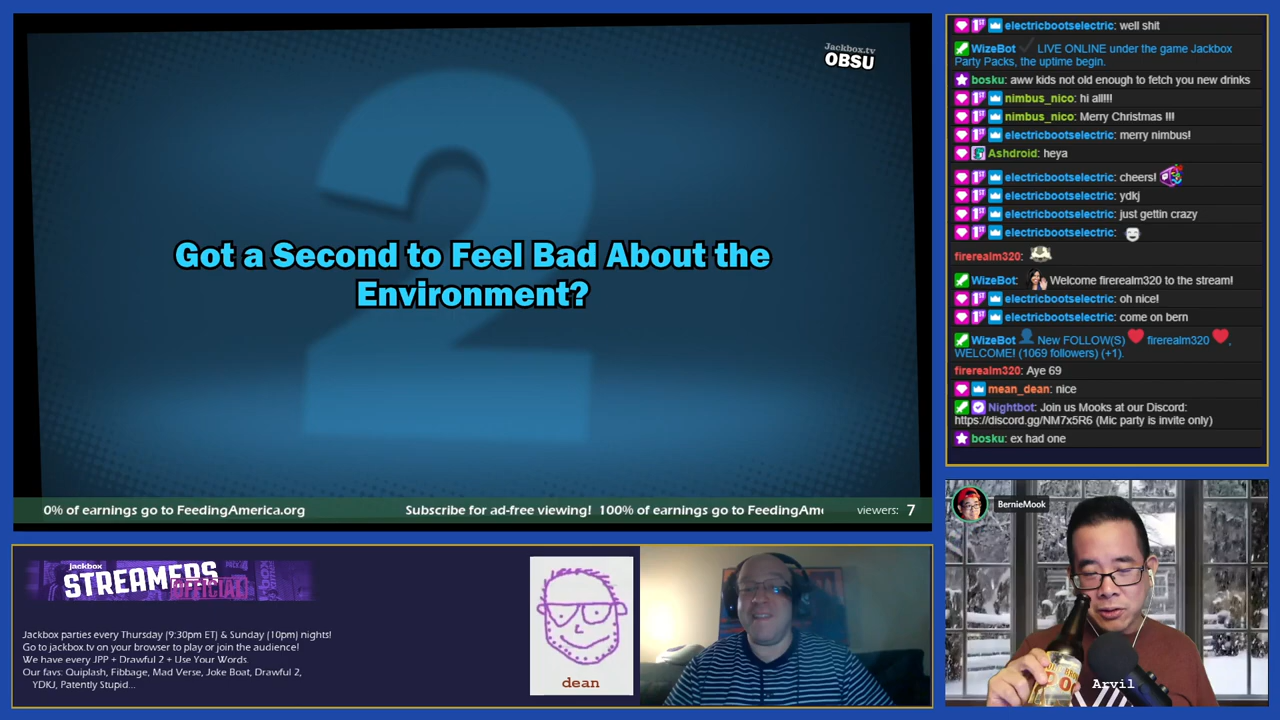 Jackbox.tv
OBSU
2
Got a Second to Feel Bad About the
Environment?
0% of earnings go to FeedingAmerica.org
Subscribe for ad-free viewing! 100% of earnings go to FeedingAme
viewers: 7
jackbox
STREAMERS
OFFICIAL
Jackbox parties every Thursday (9:30pm ET) & Sunday (10pm) nights!
Go to jackbox.tv on your browser to play or join the audience!
We have every JPP + Drawful 2 + Use Your Words
Our favs: Quiplash, Fibbage, Mad Verse, Joke Boat, Drawful 2,
YDKJ, Patently Stupid...
dean
electricbootselectric: well shit
WizeBot LIVE ONLINE under the game Jackbox
Party Packs, the uptime begin.
bosku: aww kids not old enough to fetch you new drinks
nimbus_nico: hi all!!!!
nimbus_nico: Merry Christmas !!!
electricbootselectric: merry nimbus!
Ashdroid: heya
electricbootselectric: cheers!
electricbootselectric: ydkj
electricbootselectric: just gettin crazy
electricbootselectric:
firerealm320:
WizeBot: Welcome firerealm320 to the stream!
electricbootselectric: oh nice!
electricbootselectric: come on bern
WizeBot New FOLLOW(S) firerealm320 ,
WELCOME! (1069 followers) (+1).
firerealm320: Aye 69
mean_dean: nice
Nightbot: Join us Mooks at our Discord:
https://discord.gg/NM7x5R6 (Mic party is invite only)
bosku: ex had one
BernieMook
Arvil